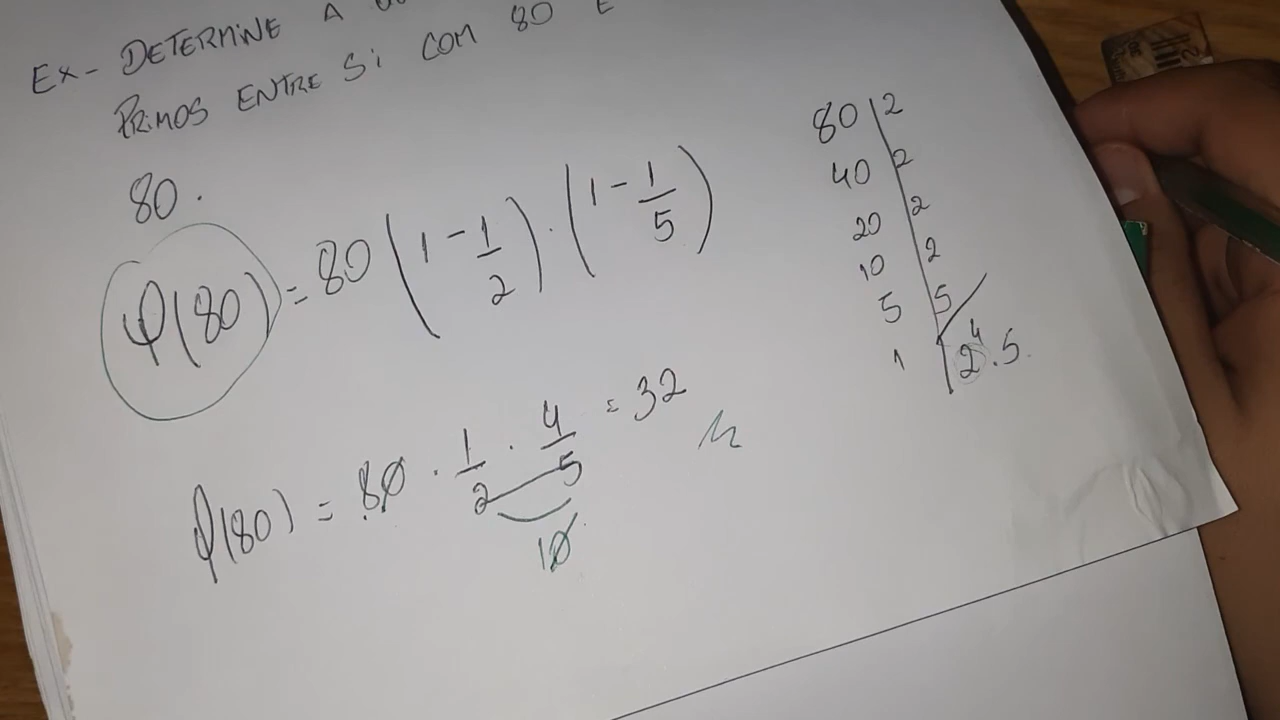 EX- DETERMINE A
PRIMOS ENTRE SI COM 80 E
80.
φ(80) = 80 (1 - 1/2) . (1 - 1/5)
φ(80) = 80 . 1/2 . 4/5 = 32
10
80 | 2
40 | 2
20 | 2
10 | 2
5 | 5
1 | 2⁴.5